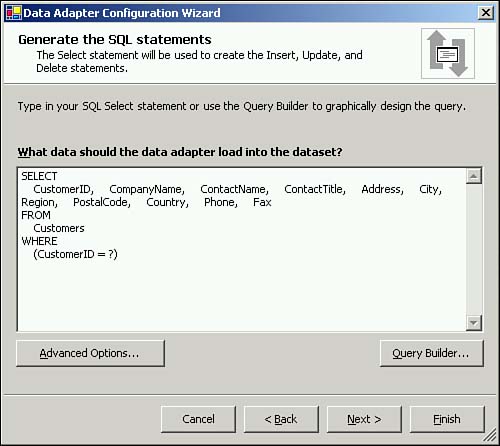 Data Adapter Configuration Wizard
Generate the SQL statements
The Select statement will be used to create the Insert, Update, and
Delete statements.
Type in your SQL Select statement or use the Query Builder to graphically design the query.
What data should the data adapter load into the dataset?
SELECT
CustomerID, CompanyName, ContactName, ContactTitle, Address, City,
Region, PostalCode, Country, Phone, Fax
FROM
Customers
WHERE
(CustomerID = ?)
Advanced Options...
Query Builder...
Cancel
< Back
Next >
Finish